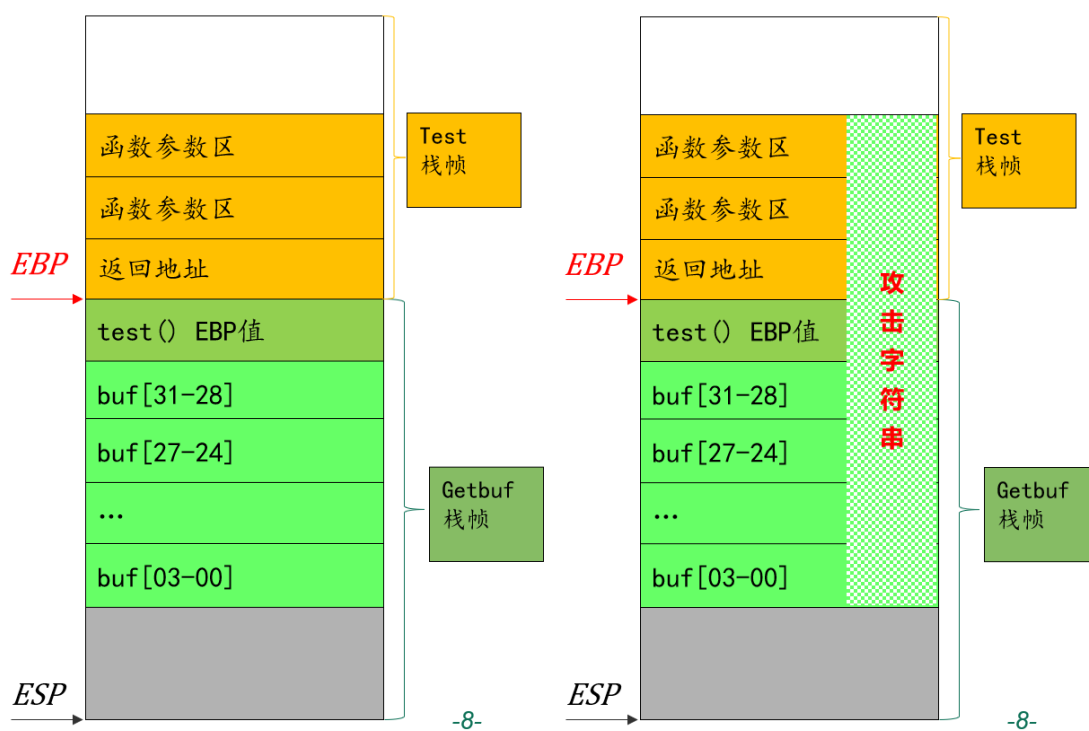 函数参数区
Test
栈帧
函数参数区
EBP
返回地址
test() EBP值
buf[31-28]
buf[27-24]
...
Getbuf
栈帧
buf[03-00]
ESP
-8-
函数参数区
Test
栈帧
函数参数区
EBP
返回地址
test() EBP值
buf[31-28]
buf[27-24]
...
攻击字符串
Getbuf
栈帧
buf[03-00]
ESP
-8-